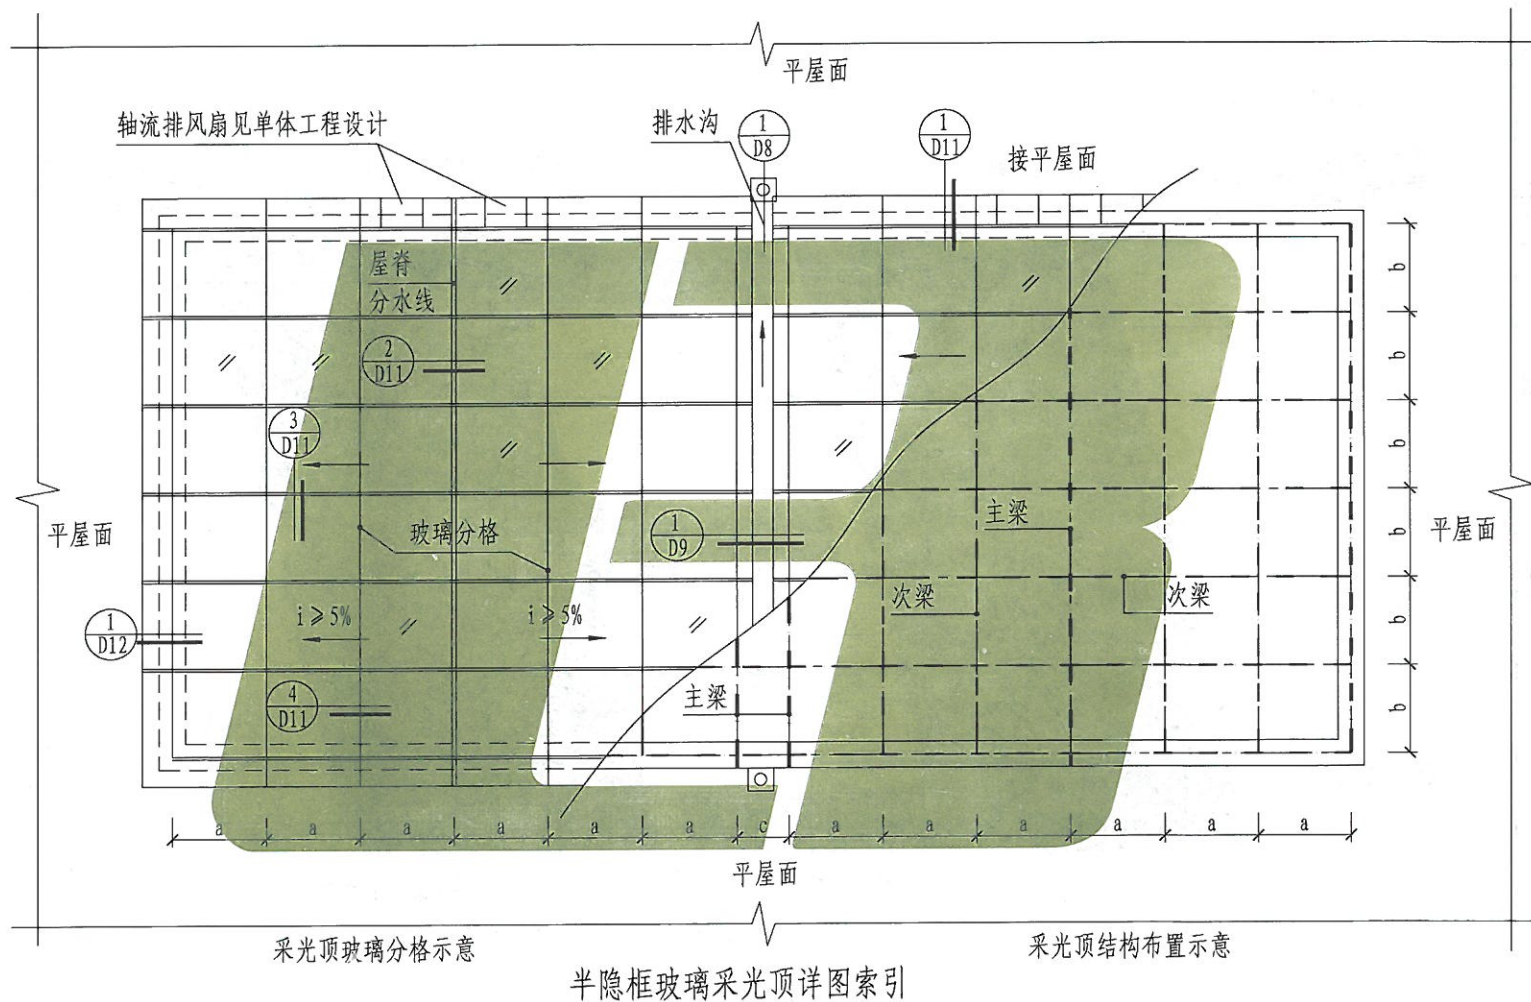 平屋面
轴流排风扇见单体工程设计
排水沟
1
D8
1
D11
接平屋面
屋脊
分水线
2
D11
3
D11
平屋面
玻璃分格
1
D9
主梁
平屋面
次梁
次梁
i≥5%
i≥5%
1
D12
4
D11
主梁
b
b
b
b
b
b
a
a
a
a
a
a
c
a
a
a
a
a
a
平屋面
采光顶玻璃分格示意
采光顶结构布置示意
半隐框玻璃采光顶详图索引